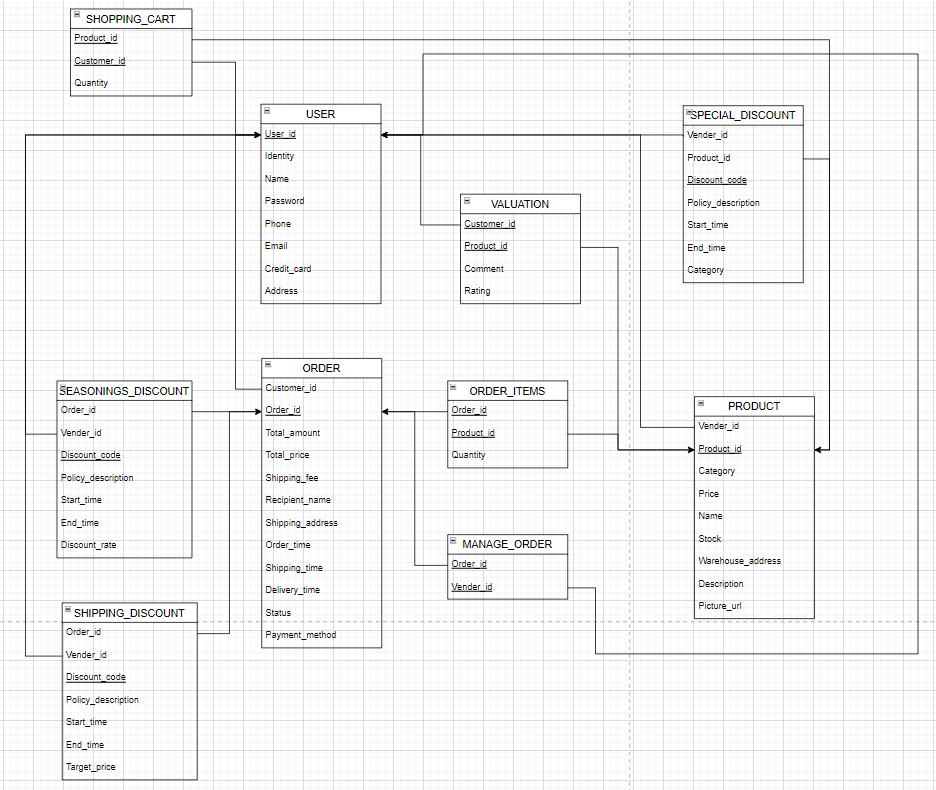 SHOPPING_CART
Product_id
Customer_id
Quantity
USER
User_id
Identity
Name
Password
Phone
Email
Credit_card
Address
SPECIAL_DISCOUNT
Vender_id
Product_id
Discount_code
Policy_description
Start_time
End_time
Category
VALUATION
Customer_id
Product_id
Comment
Rating
SEASONINGS_DISCOUNT
Order_id
Vender_id
Discount_code
Policy_description
Start_time
End_time
Discount_rate
ORDER
Customer_id
Order_id
Total_amount
Total_price
Shipping_fee
Recipient_name
Shipping_address
Order_time
Shipping_time
Delivery_time
Status
Payment_method
ORDER_ITEMS
Order_id
Product_id
Quantity
PRODUCT
Vender_id
Product_id
Category
Price
Name
Stock
Warehouse_address
Description
Picture_url
MANAGE_ORDER
Order_id
Vender_id
SHIPPING_DISCOUNT
Order_id
Vender_id
Discount_code
Policy_description
Start_time
End_time
Target_price